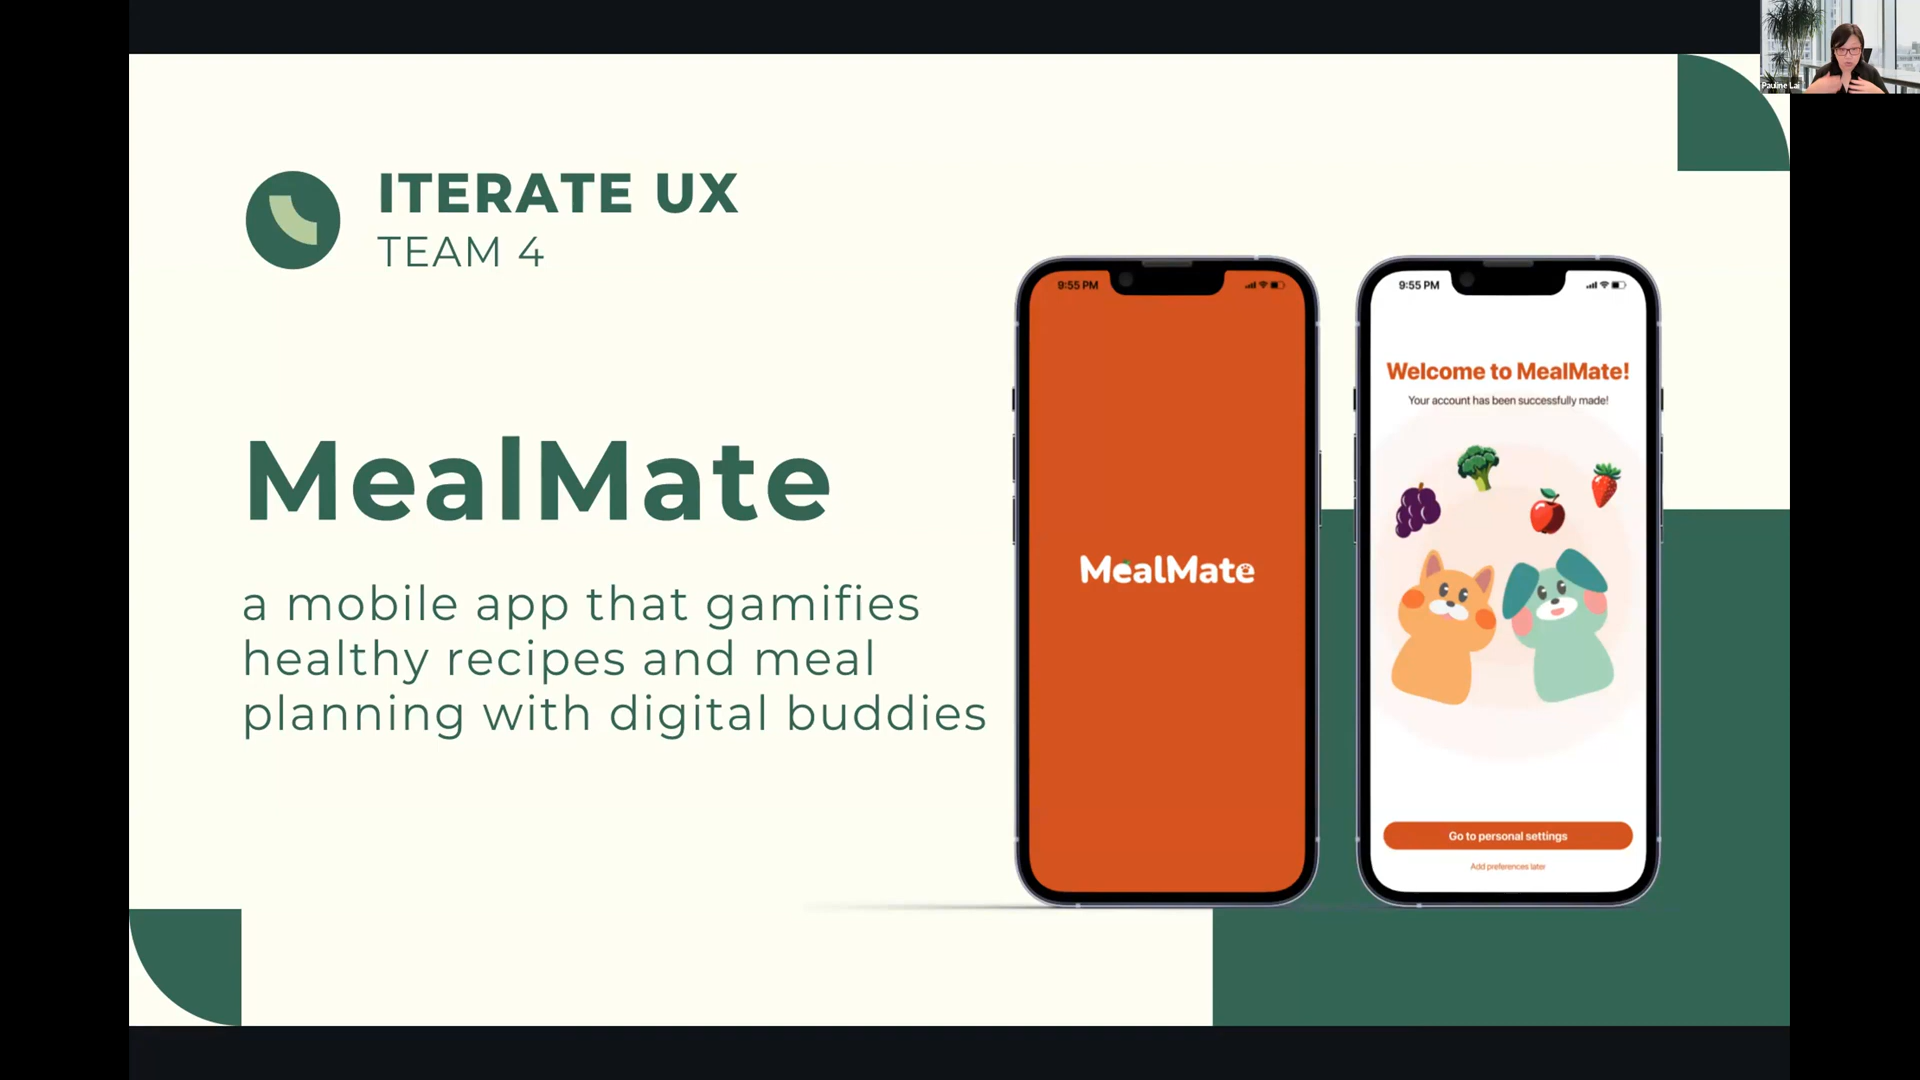 Pauline Lai
ITERATE UX
TEAM 4
MealMate
a mobile app that gamifies
healthy recipes and meal
planning with digital buddies
9:55 PM
MealMate
9:55 PM
Welcome to MealMate!
Your account has been successfully made!
Go to personal settings
Add preferences later